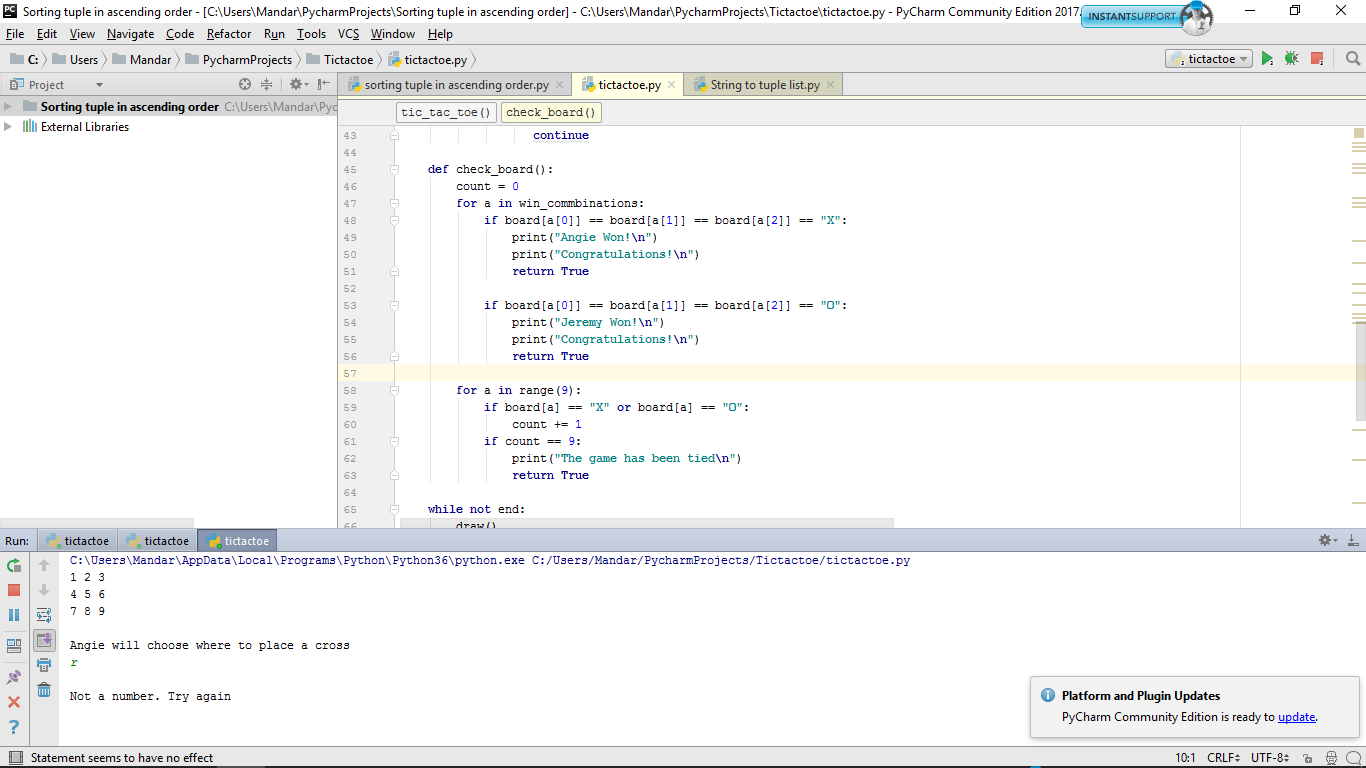 PC Sorting tuple in ascending order - [C:\Users\Mandar\PycharmProjects\Sorting tuple in ascending order] - C:\Users\Mandar\PycharmProjects\Tictactoe\tictactoe.py - PyCharm Community Edition 2017. INSTANTSUPPORT
File Edit View Navigate Code Refactor Run Tools VCS Window Help
C: Users Mandar PycharmProjects Tictactoe tictactoe.py tictactoe
Project sorting tuple in ascending order.py tictactoe.py String to tuple list.py
Sorting tuple in ascending order C:\Users\Mandar\Pyc tic_tac_toe() check_board()
External Libraries
43 continue
44
45 def check_board():
46 count = 0
47 for a in win_commbinations:
48 if board[a[0]] == board[a[1]] == board[a[2]] == "X":
49 print("Angie Won!\n")
50 print("Congratulations!\n")
51 return True
52
53 if board[a[0]] == board[a[1]] == board[a[2]] == "O":
54 print("Jeremy Won!\n")
55 print("Congratulations!\n")
56 return True
57
58 for a in range(9):
59 if board[a] == "X" or board[a] == "O":
60 count += 1
61 if count == 9:
62 print("The game has been tied\n")
63 return True
64
65 while not end:
66 draw()
Run: tictactoe tictactoe tictactoe
C:\Users\Mandar\AppData\Local\Programs\Python\Python36\python.exe C:/Users/Mandar/PycharmProjects/Tictactoe/tictactoe.py
1 2 3
4 5 6
7 8 9
Angie will choose where to place a cross
r
Not a number. Try again
Platform and Plugin Updates
PyCharm Community Edition is ready to update.
Statement seems to have no effect 10:1 CRLF UTF-8